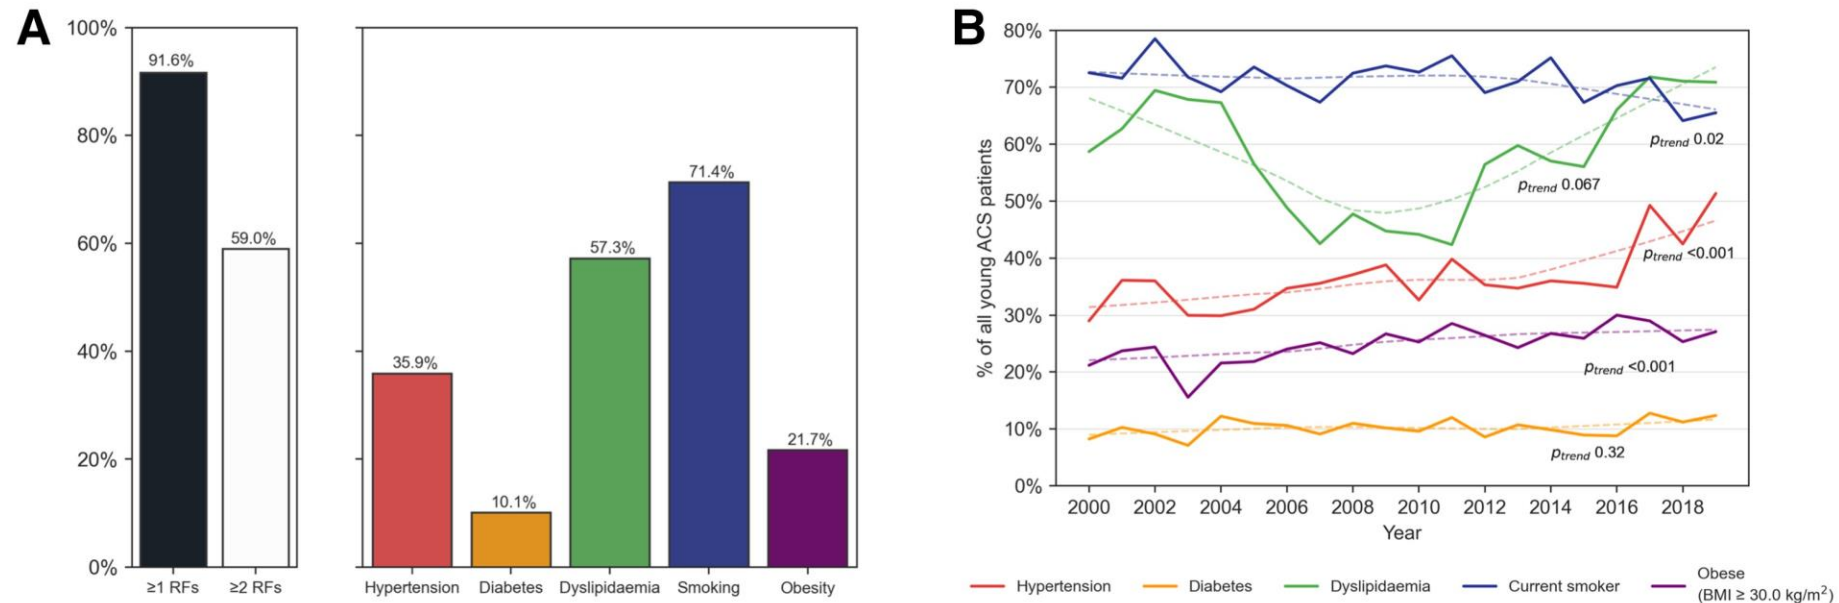 A
100%
80%
60%
40%
20%
0%
91.6%
59.0%
≥1 RFs
≥2 RFs
35.9%
10.1%
57.3%
71.4%
21.7%
Hypertension
Diabetes
Dyslipidaemia
Smoking
Obesity
B
% of all young ACS patients
80%
70%
60%
50%
40%
30%
20%
10%
0%
ptrend 0.02
ptrend 0.067
ptrend <0.001
ptrend <0.001
ptrend 0.32
2000 2002 2004 2006 2008 2010 2012 2014 2016 2018
Year
Hypertension
Diabetes
Dyslipidaemia
Current smoker
Obese
(BMI ≥ 30.0 kg/m²)